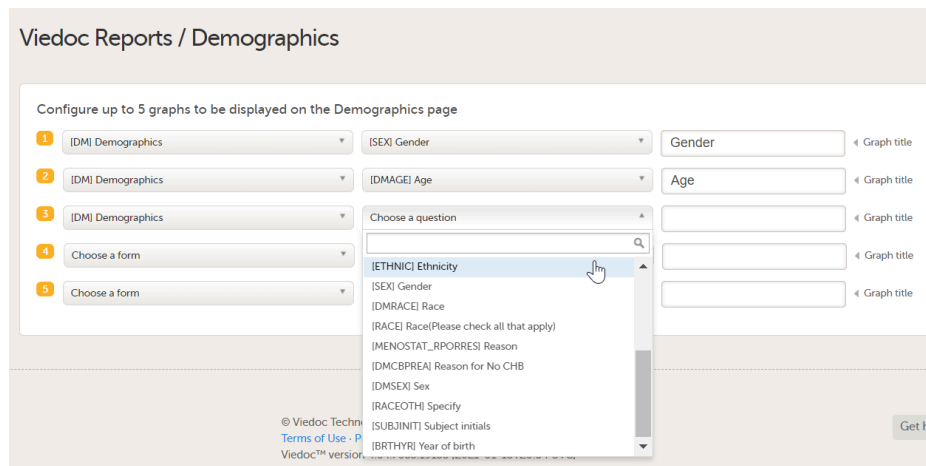 Viedoc Reports / Demographics
Configure up to 5 graphs to be displayed on the Demographics page
1 [DM] Demographics [SEX] Gender Gender Graph title
2 [DM] Demographics [DMAGE] Age Age Graph title
3 [DM] Demographics Choose a question Graph title
4 Choose a form Graph title
5 Choose a form Graph title
[ETHNIC] Ethnicity
[SEX] Gender
[DMRACE] Race
[RACE] Race(Please check all that apply)
[MENOSTAT_RPORRES] Reason
[DMCBPREA] Reason for No CHB
[DMSEX] Sex
[RACEOTH] Specify
[SUBJINIT] Subject initials
[BRTHYR] Year of birth
© Viedoc Techn
Terms of Use · P
Viedoc™ version
Get